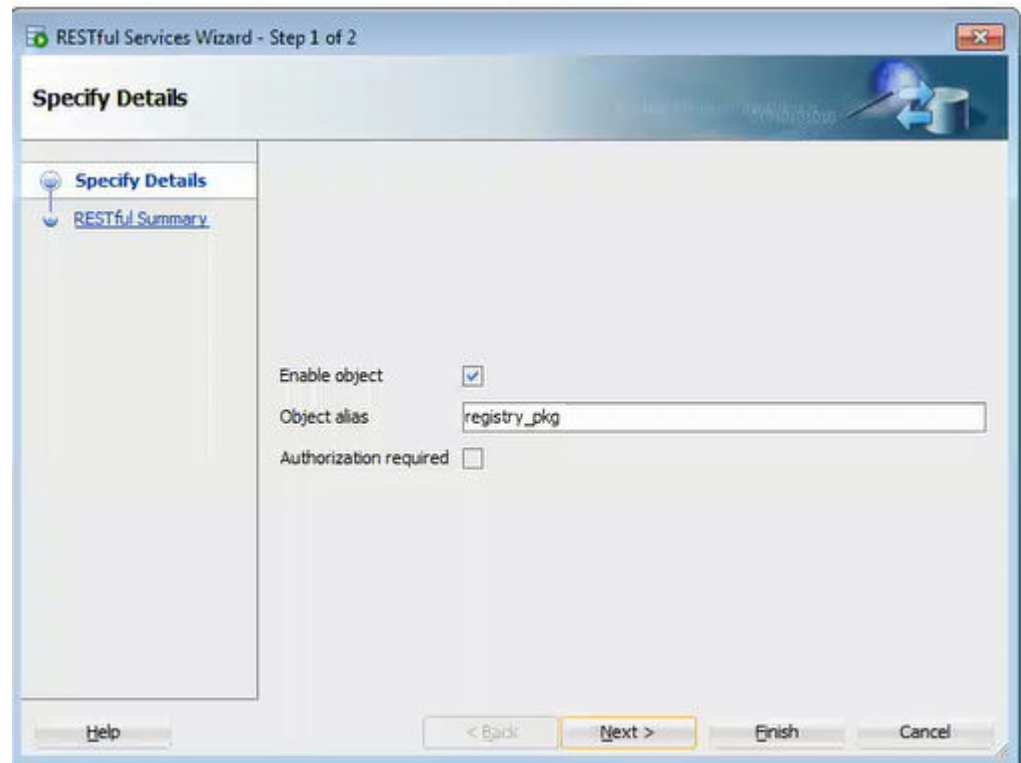 RESTful Services Wizard - Step 1 of 2
Specify Details
Specify Details
RESTful Summary
Enable object
Object alias registry_pkg
Authorization required
Help < Back Next > Finish Cancel